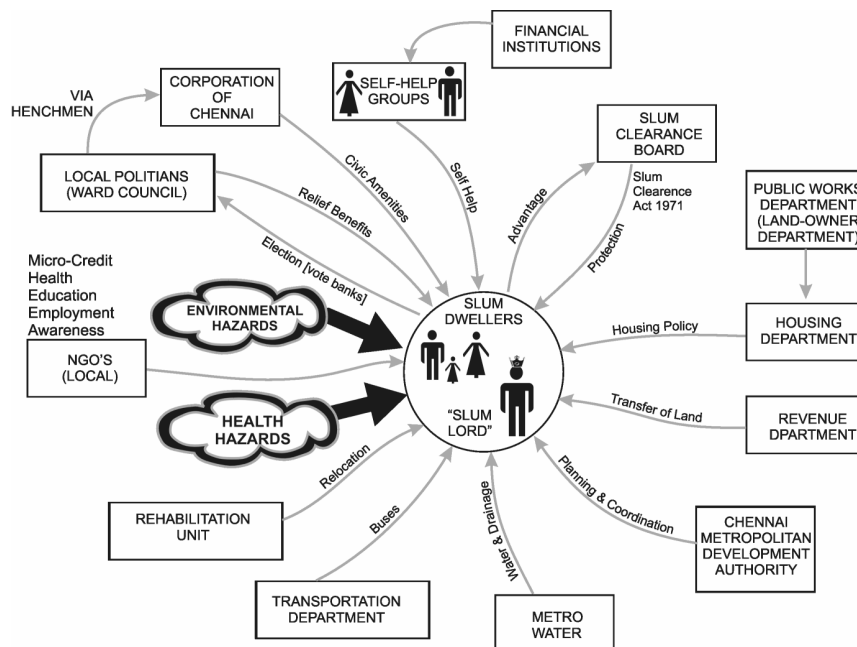 FINANCIAL
INSTITUTIONS
SELF-HELP
GROUPS
VIA
HENCHMEN
CORPORATION
OF
CHENNAI
SLUM
CLEARANCE
BOARD
LOCAL POLITIANS
(WARD COUNCIL)
Civic Amenities
Self Help
Advantage
Slum
Clearence
Act 1971
Protection
PUBLIC WORKS
DEPARTMENT
(LAND-OWNER
DEPARTMENT)
Relief Benefits
Election [vote banks]
Micro-Credit
Health
Education
Employment
Awareness
ENVIRONMENTAL
HAZARDS
SLUM
DWELLERS
Housing Policy
HOUSING
DEPARTMENT
NGO'S
(LOCAL)
HEALTH
HAZARDS
"SLUM
LORD"
Transfer of Land
REVENUE
DPARTMENT
Relocation
REHABILITATION
UNIT
Buses
Water & Drainage
Planning & Coordination
CHENNAI
METROPOLITAN
DEVELOPMENT
AUTHORITY
TRANSPORTATION
DEPARTMENT
METRO
WATER